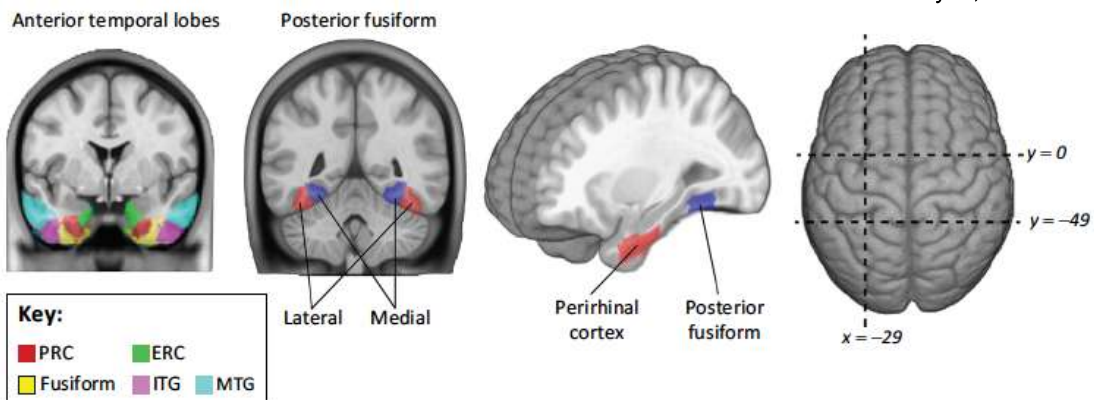 Anterior temporal lobes
Posterior fusiform
y = 0
y = –49
Lateral
Medial
Perirhinal
cortex
Posterior
fusiform
x = –29
Key:
PRC
ERC
Fusiform
ITG
MTG